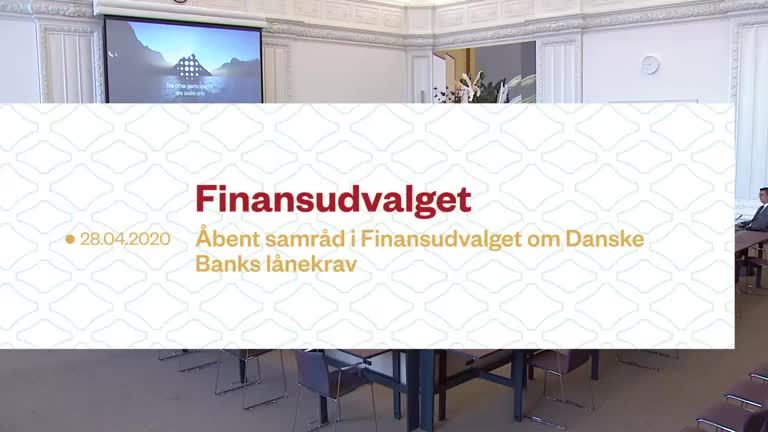 The other participants
are audio only
Finansudvalget
28.04.2020
Åbent samråd i Finansudvalget om Danske
Banks lånekrav